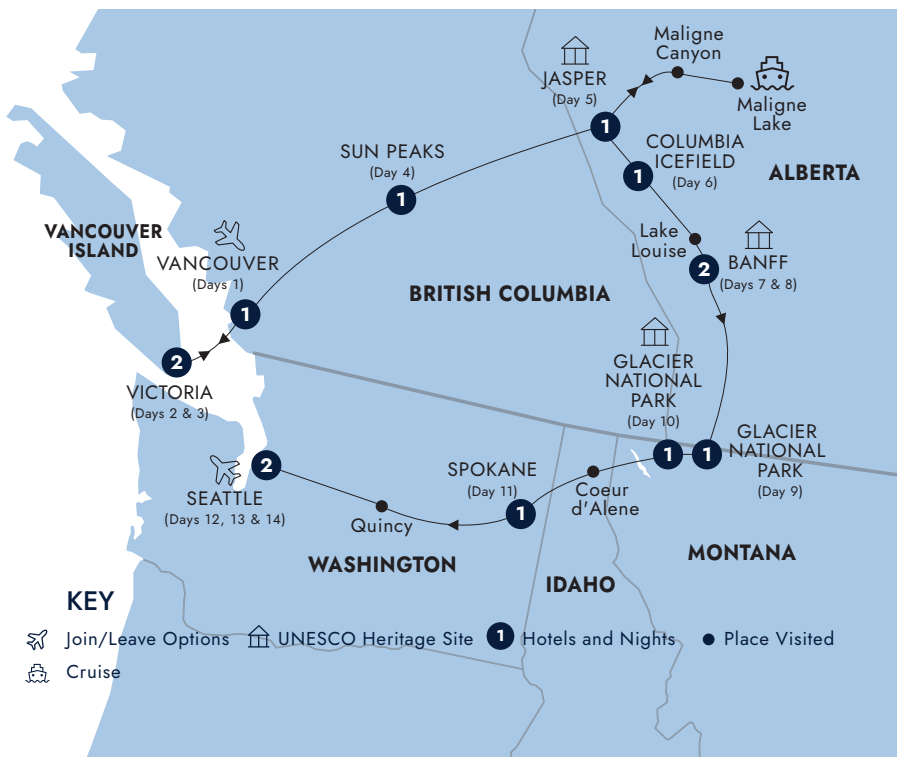 Maligne
Canyon
JASPER
(Day 5)
Maligne
Lake
1
COLUMBIA
ICEFIELD
(Day 6)
1
ALBERTA
SUN PEAKS
(Day 4)
1
VANCOUVER
ISLAND
VANCOUVER
(Days 1)
1
Lake
Louise
BANFF
(Days 7 & 8)
2
BRITISH COLUMBIA
2
VICTORIA
(Days 2 & 3)
GLACIER
NATIONAL
PARK
(Day 10)
1
1
GLACIER
NATIONAL
PARK
(Day 9)
2
SEATTLE
(Days 12, 13 & 14)
SPOKANE
(Day 11)
1
Coeur
d'Alene
Quincy
WASHINGTON
IDAHO
MONTANA
KEY
Join/Leave Options
UNESCO Heritage Site
1 Hotels and Nights
Place Visited
Cruise